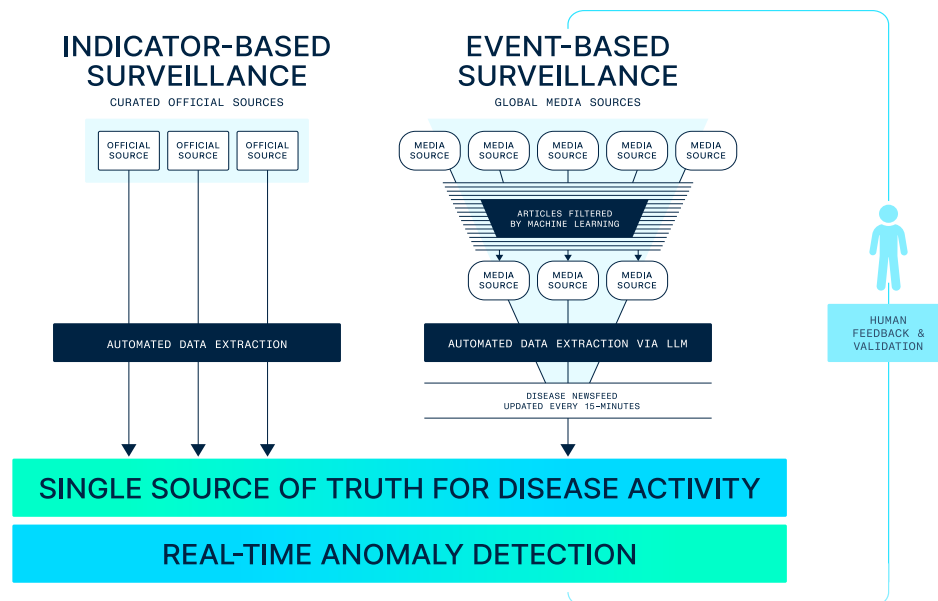 INDICATOR-BASED
SURVEILLANCE
CURATED OFFICIAL SOURCES
OFFICIAL
SOURCE
OFFICIAL
SOURCE
OFFICIAL
SOURCE
AUTOMATED DATA EXTRACTION
EVENT-BASED
SURVEILLANCE
GLOBAL MEDIA SOURCES
MEDIA
SOURCE
MEDIA
SOURCE
MEDIA
SOURCE
MEDIA
SOURCE
MEDIA
SOURCE
ARTICLES FILTERED
BY MACHINE LEARNING
MEDIA
SOURCE
MEDIA
SOURCE
MEDIA
SOURCE
AUTOMATED DATA EXTRACTION VIA LLM
DISEASE NEWSFEED
UPDATED EVERY 15-MINUTES
HUMAN
FEEDBACK &
VALIDATION
SINGLE SOURCE OF TRUTH FOR DISEASE ACTIVITY
REAL-TIME ANOMALY DETECTION